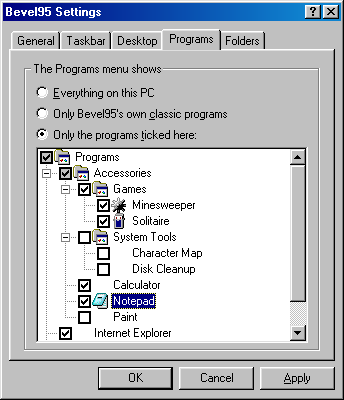 Bevel95 Settings
General Taskbar Desktop Programs Folders
The Programs menu shows
Everything on this PC
Only Bevel95's own classic programs
Only the programs ticked here:
Programs
Accessories
Games
Minesweeper
Solitaire
System Tools
Character Map
Disk Cleanup
Calculator
Notepad
Paint
Internet Explorer
OK Cancel Apply